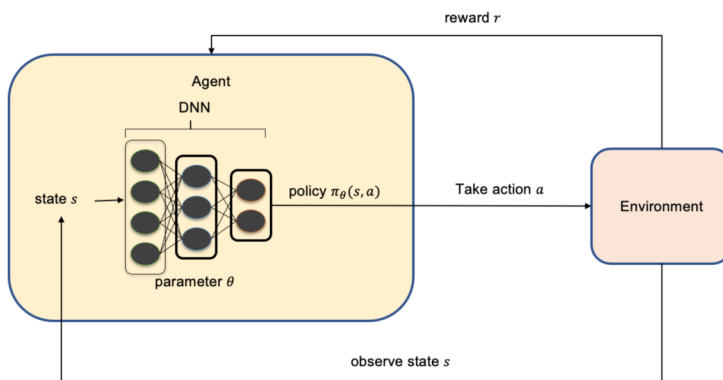 reward r
Agent
DNN
state s
policy πθ(s, a)
Take action a
Environment
parameter θ
observe state s